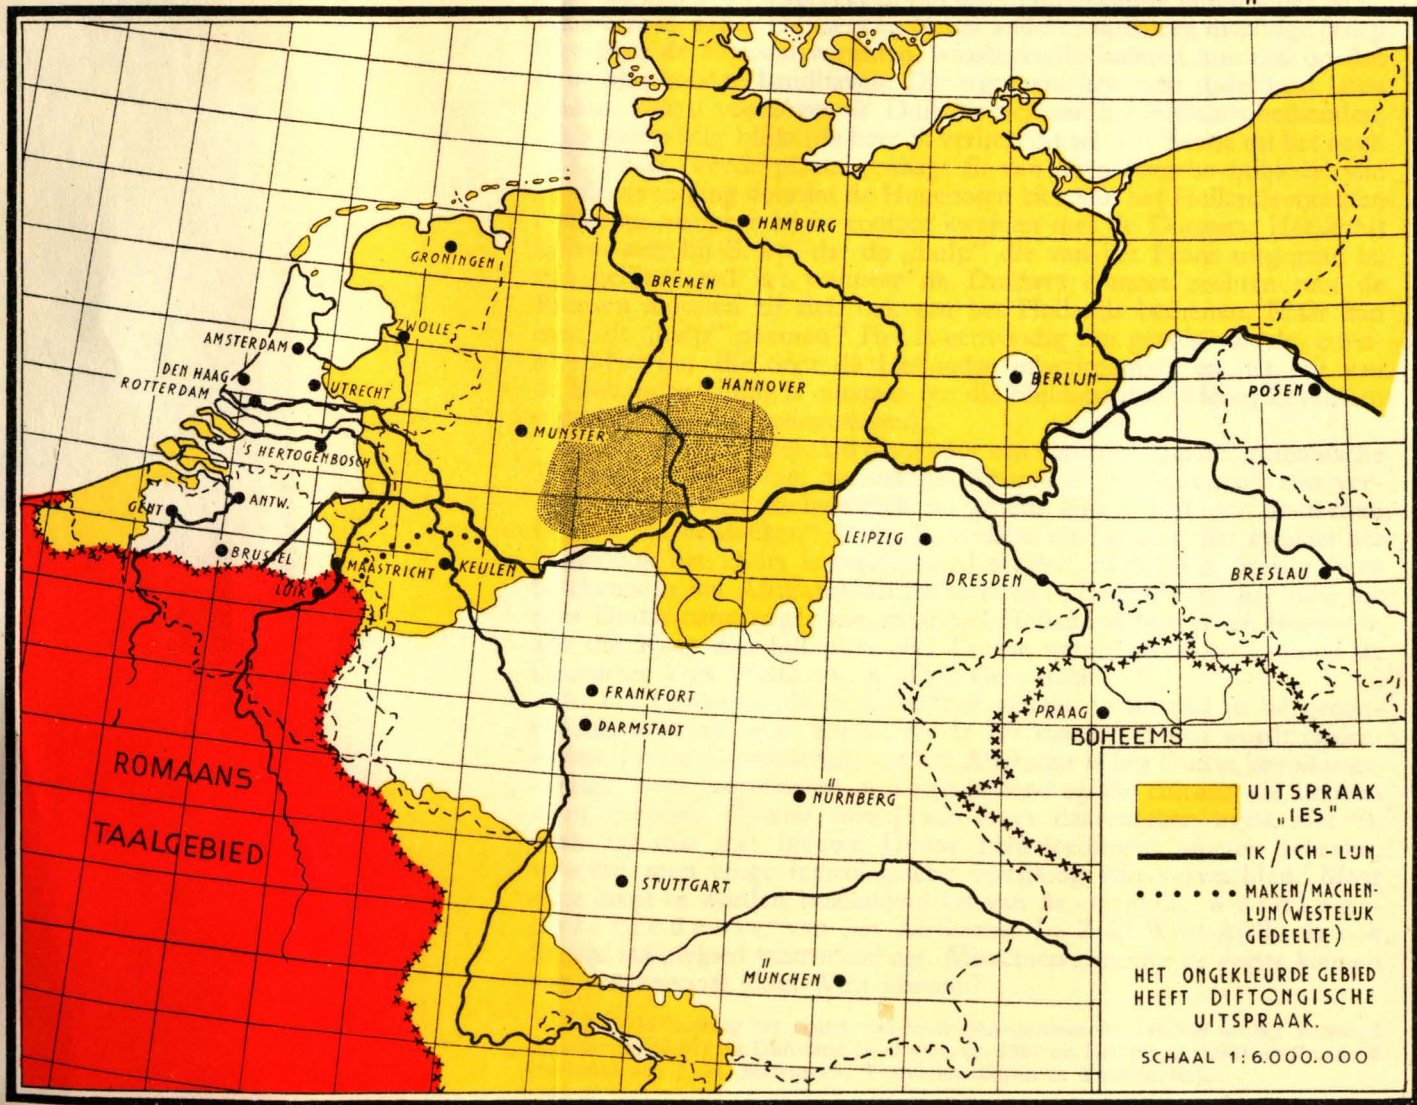 HAMBURG
GRONINGEN
BREMEN
ZWOLLE
AMSTERDAM
DEN HAAG
ROTTERDAM
UTRECHT
HANNOVER
BERLIJN
POSEN
MUNSTER
'S HERTOGENBOSCH
GENT
ANTW.
BRUSSEL
MAASTRICHT
KEULEN
LUIK
LEIPZIG
DRESDEN
BRESLAU
FRANKFORT
DARMSTADT
PRAAG
BOHEEMS
ROMAANS
TAALGEBIED
NÜRNBERG
STUTTGART
MÜNCHEN
UITSPRAAK
„IES"
IK/ICH-LIJN
MAKEN/MACHEN-
LIJN (WESTELIJK
GEDEELTE)
HET ONGEKLEURDE GEBIED
HEEFT DIFTONGISCHE
UITSPRAAK.
SCHAAL 1:6.000.000